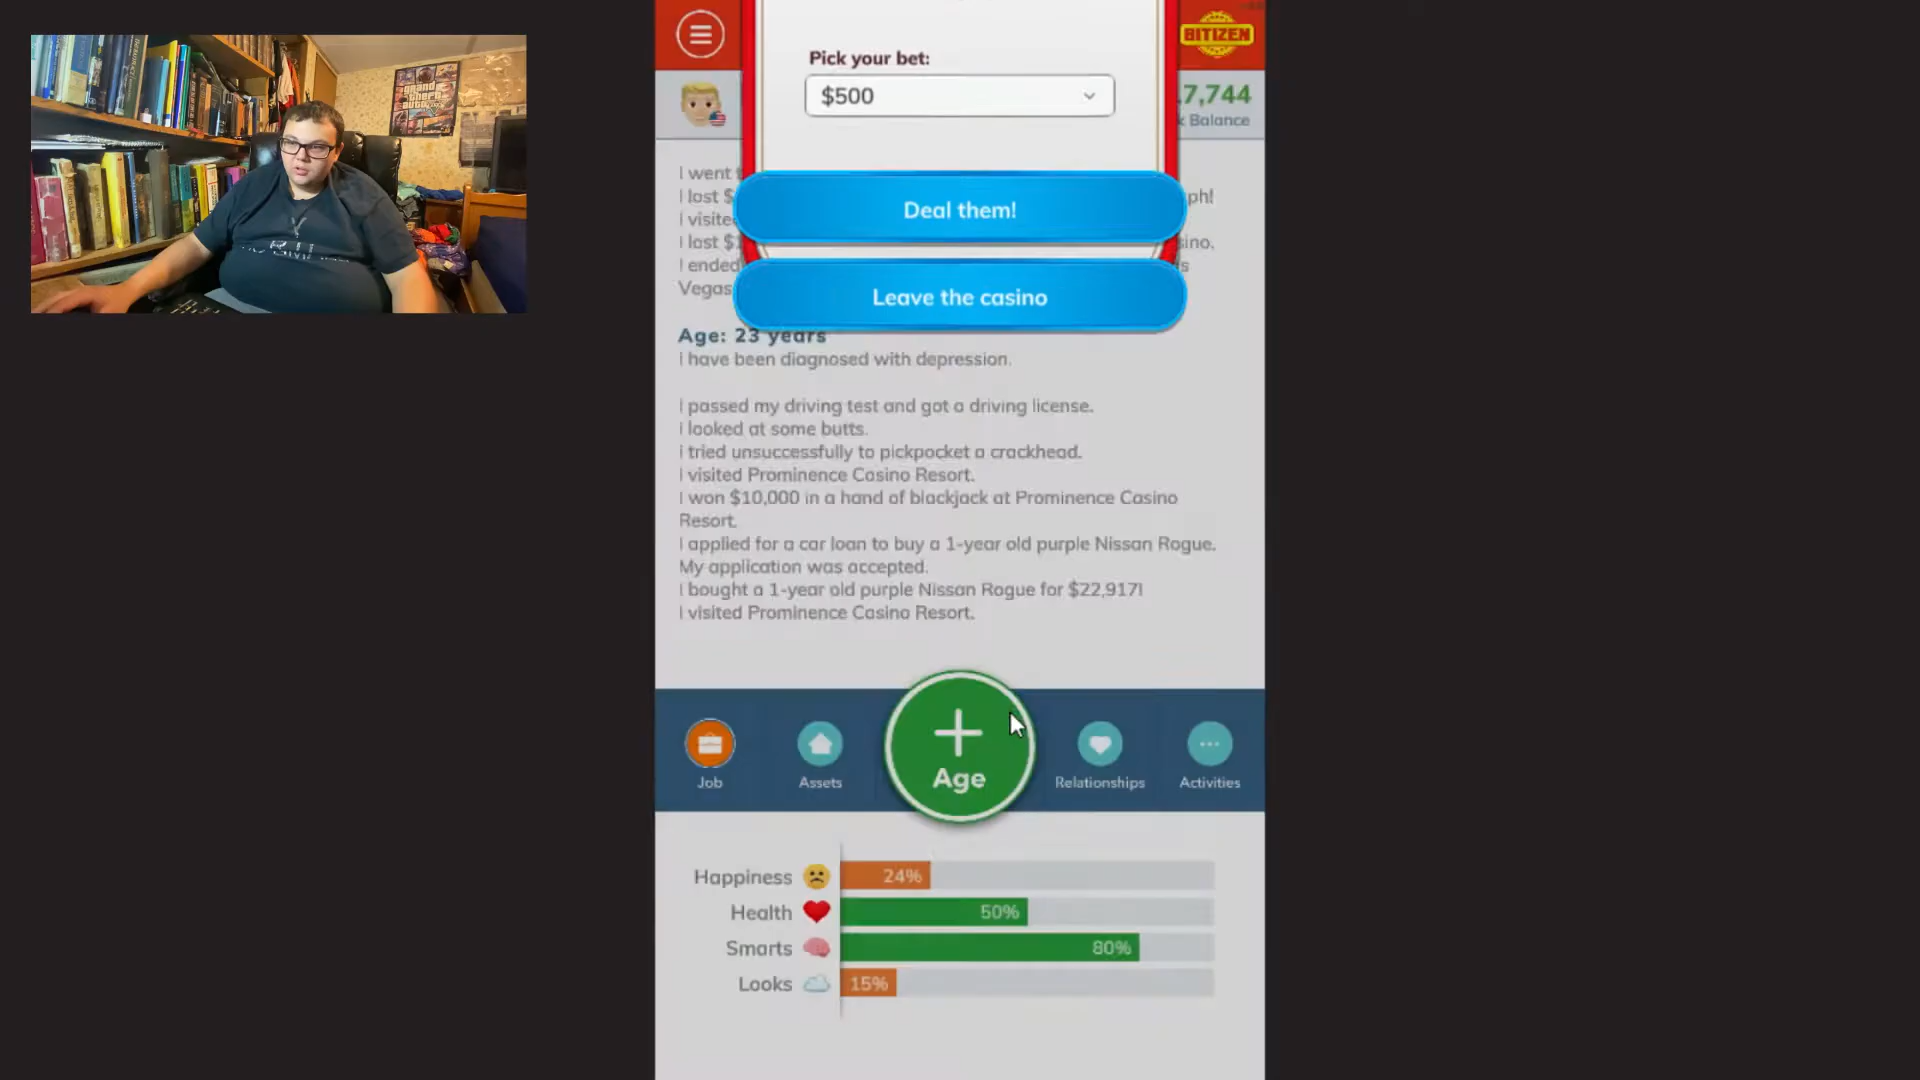 grand
theft
auto
Pick your bet:
$500
BITIZEN
7,744
Balance
Deal them!
Leave the casino
I went
I lost $ ph!
I visite
I lost $ sino.
I ended s
Vegas
Age: 23 years
I have been diagnosed with depression.
I passed my driving test and got a driving license.
I looked at some butts.
I tried unsuccessfully to pickpocket a crackhead.
I visited Prominence Casino Resort.
I won $10,000 in a hand of blackjack at Prominence Casino
Resort.
I applied for a car loan to buy a 1-year old purple Nissan Rogue.
My application was accepted.
I bought a 1-year old purple Nissan Rogue for $22,917!
I visited Prominence Casino Resort.
Job
Assets
Age
Relationships
Activities
Happiness 24%
Health 50%
Smarts 80%
Looks 15%